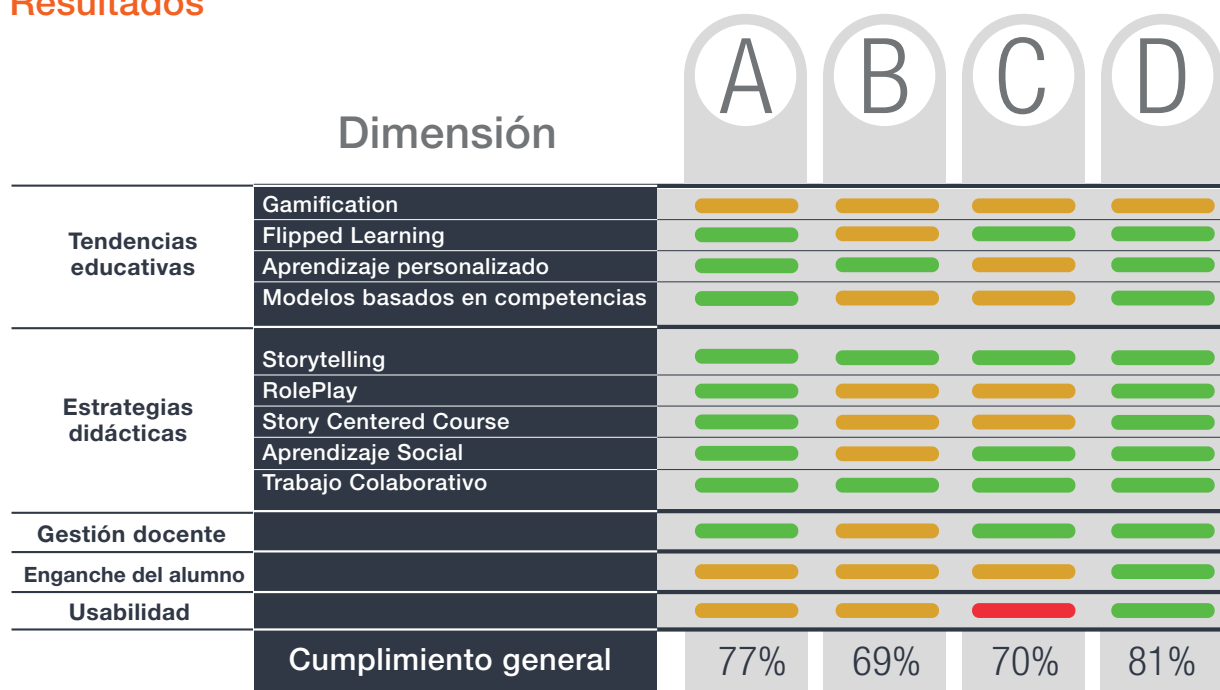 Resultados
Dimensión
A
B
C
D
Tendencias
educativas
Gamification
Flipped Learning
Aprendizaje personalizado
Modelos basados en competencias
Estrategias
didácticas
Storytelling
RolePlay
Story Centered Course
Aprendizaje Social
Trabajo Colaborativo
Gestión docente
Enganche del alumno
Usabilidad
Cumplimiento general 77% 69% 70% 81%